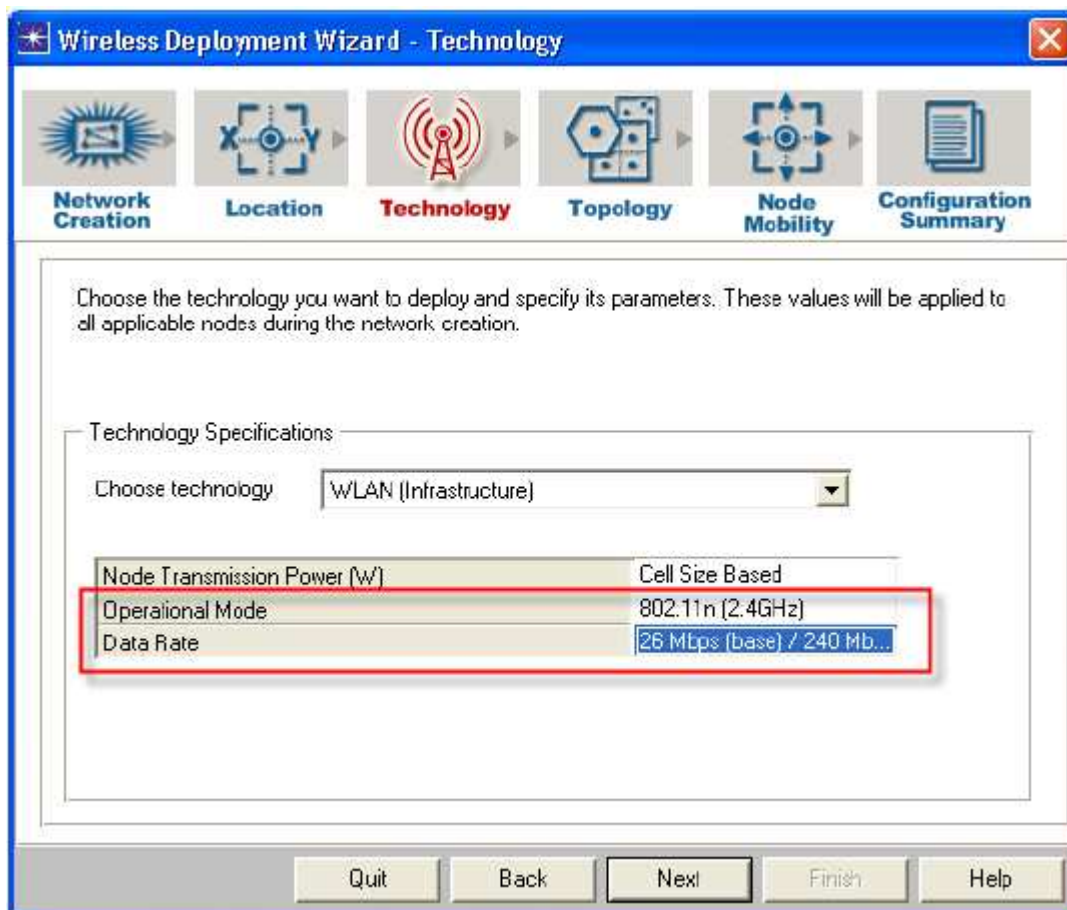 Wireless Deployment Wizard - Technology
Network Creation
Location
Technology
Topology
Node Mobility
Configuration Summary
X Y
Choose the technology you want to deploy and specify its parameters. These values will be applied to
all applicable nodes during the network creation.
Technology Specifications
Choose technology WLAN (Infrastructure)
Node Transmission Power (W) Cell Size Based
Operational Mode 802.11n (2.4GHz)
Data Rate 26 Mbps (base) / 240 Mb...
Quit Back Next Finish Help